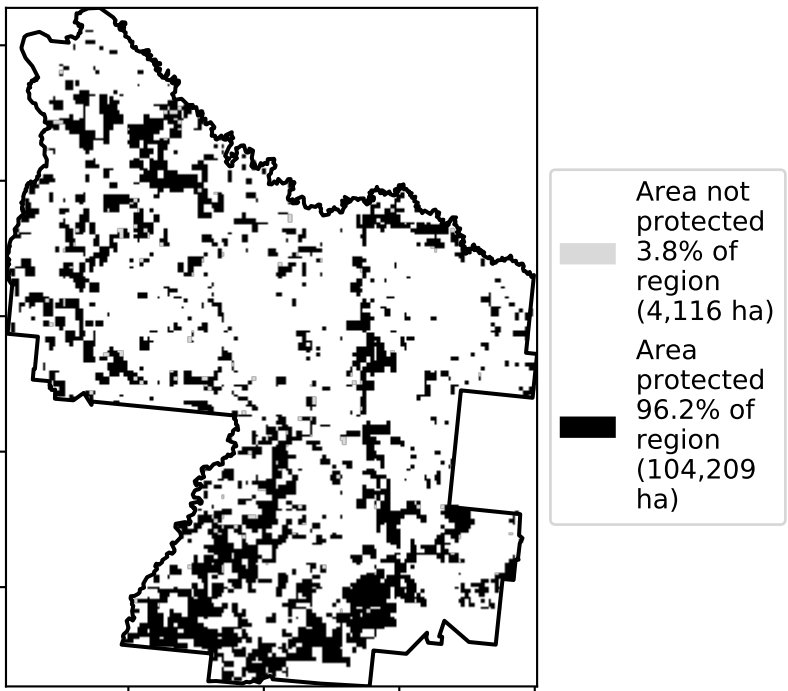 Area not
protected
3.8% of
region
(4,116 ha)
Area
protected
96.2% of
region
(104,209
ha)